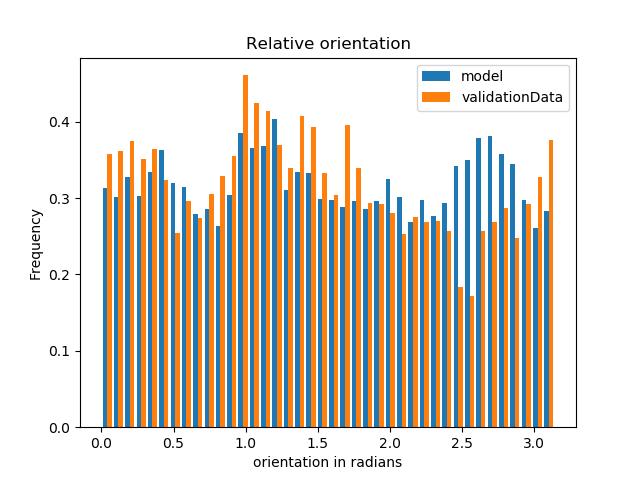 Relative orientation
model
validationData
Frequency
0.4
0.3
0.2
0.1
0.0
0.0 0.5 1.0 1.5 2.0 2.5 3.0
orientation in radians